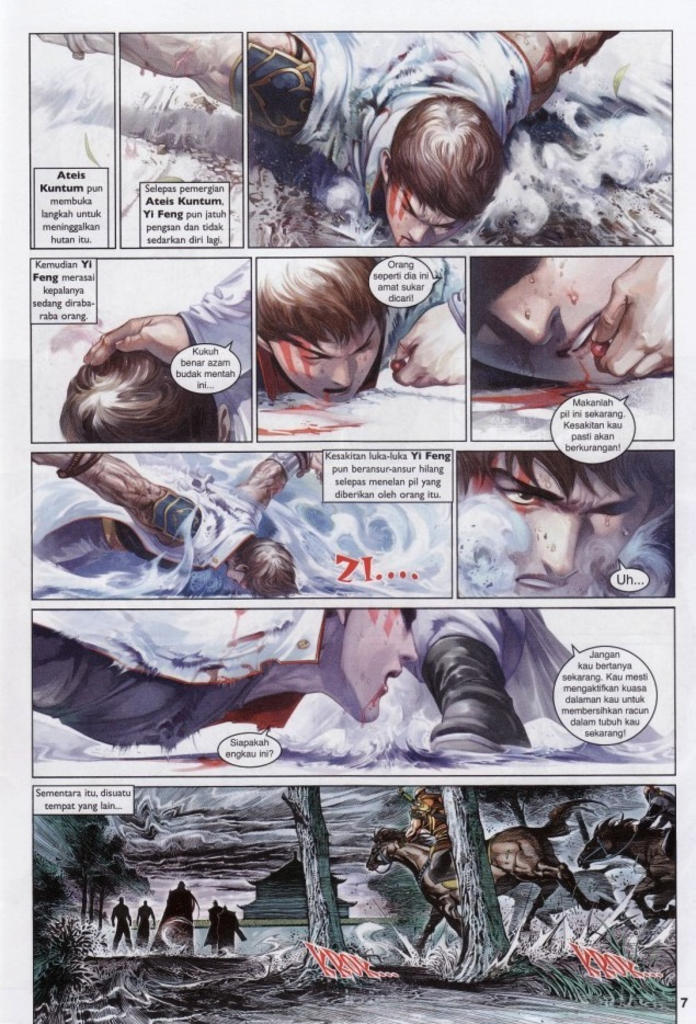 Ateis
Kuntum pun
membuka
langkah untuk
meninggalkan
hutan itu.
Selepas pemergian
Ateis Kuntum,
Yi Feng pun jatuh
pengsan dan tidak
sedarkan diri lagi.
Kemudian Yi
Feng merasai
kepalanya
sedang diraba-
raba orang.
Kukuh
benar azam
budak mentah
ini...
Orang
seperti dia ini
amat sukar
dicari!
Makanlah
pil ini sekarang.
Kesakitan kau
pasti akan
berkurangan!
Kesakitan luka-luka Yi Feng
pun beransur-ansur hilang
selepas menelan pil yang
diberikan oleh orang itu.
ZI....
Uh...
Siapakah
engkau ini?
Jangan
kau bertanya
sekarang. Kau mesti
mengaktifkan kuasa
dalaman kau untuk
membersihkan racun
dalam tubuh kau
sekarang!
Sementara itu, disuatu
tempat yang lain...
KROK...
KROK...
7